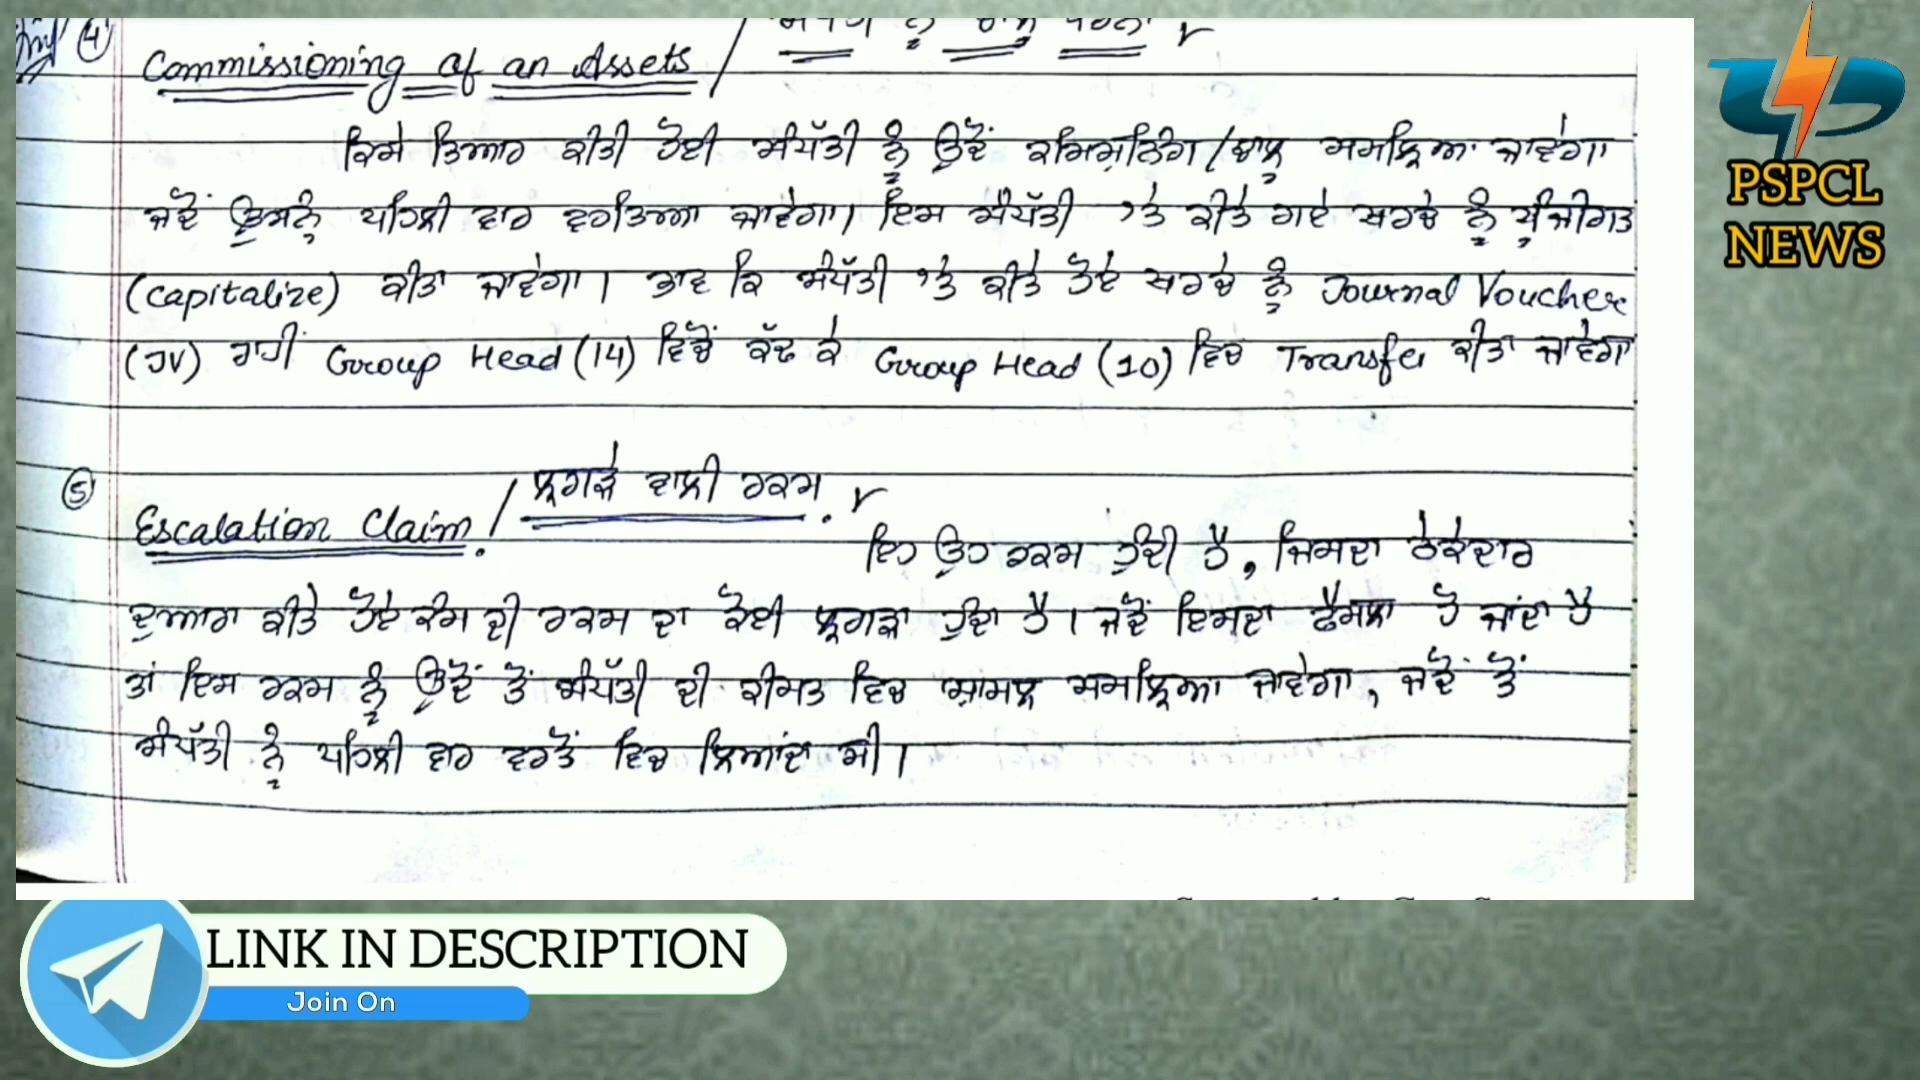 ④ Commissioning of an Assets / ਸੰਪਤੀ ਨੂੰ ਚਾਲੂ ਕਰਨਾ
ਕਿਸੇ ਤਿਆਰ ਕੀਤੀ ਹੋਈ ਸੰਪੱਤੀ ਨੂੰ ਉਦੋਂ ਕਮਿਸ਼ਨਿੰਗ/ਚਾਲੂ ਸਮਝਿਆ ਜਾਵੇਗਾ
ਜਦੋਂ ਉਸਨੂੰ ਪਹਿਲੀ ਵਾਰ ਵਰਤਿਆ ਜਾਵੇਗਾ। ਇਸ ਸੰਪੱਤੀ 'ਤੇ ਕੀਤੇ ਗਏ ਖਰਚੇ ਨੂੰ ਪੂੰਜੀਗਤ
(capitalize) ਕੀਤਾ ਜਾਵੇਗਾ। ਭਾਵ ਕਿ ਸੰਪੱਤੀ 'ਤੇ ਕੀਤੇ ਹੋਏ ਖਰਚੇ ਨੂੰ Journal Voucher
(JV) ਰਾਹੀਂ Group Head (14) ਵਿੱਚੋਂ ਕੱਢ ਕੇ Group Head (10) ਵਿਚ Transfer ਕੀਤਾ ਜਾਵੇਗਾ
⑤ Escalation Claim. / ਝਗੜੇ ਵਾਲੀ ਰਕਮ.
ਇਹ ਉਹ ਰਕਮ ਹੁੰਦੀ ਹੈ, ਜਿਸਦਾ ਠੇਕੇਦਾਰ
ਦੁਆਰਾ ਕੀਤੇ ਹੋਏ ਕੰਮ ਦੀ ਰਕਮ ਦਾ ਕੋਈ ਝਗੜਾ ਹੁੰਦਾ ਹੈ। ਜਦੋਂ ਇਸਦਾ ਫੈਸਲਾ ਹੋ ਜਾਂਦਾ ਹੈ
ਤਾਂ ਇਸ ਰਕਮ ਨੂੰ ਉਦੋਂ ਤੋਂ ਸੰਪੱਤੀ ਦੀ ਕੀਮਤ ਵਿਚ ਸ਼ਾਮਲ ਸਮਝਿਆ ਜਾਵੇਗਾ, ਜਦੋਂ ਤੋਂ
ਸੰਪੱਤੀ ਨੂੰ ਪਹਿਲੀ ਵਾਰ ਵਰਤੋਂ ਵਿਚ ਲਿਆਂਦਾ ਸੀ।
PSPCL
NEWS
LINK IN DESCRIPTION
Join On